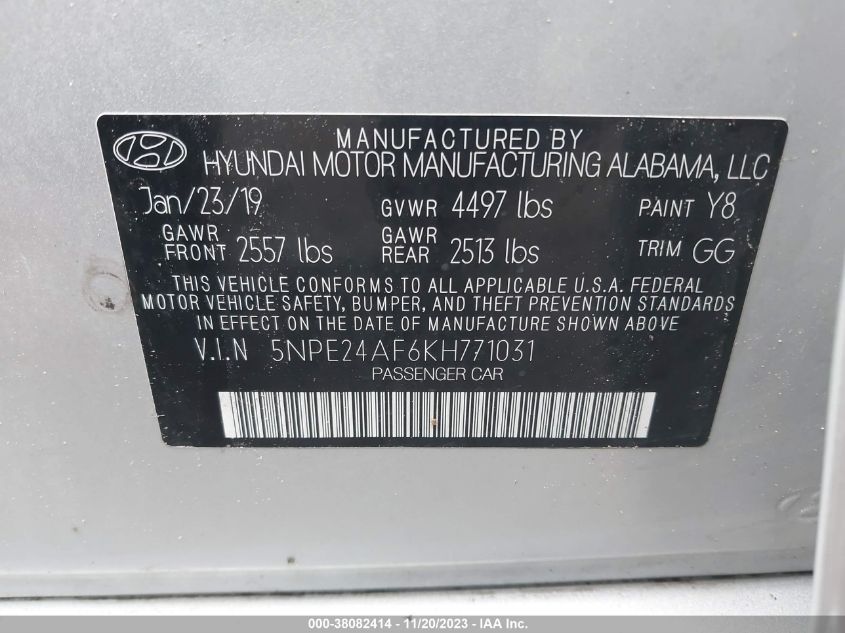 MANUFACTURED BY
HYUNDAI MOTOR MANUFACTURING ALABAMA, LLC
Jan/23/19 GVWR 4497 lbs PAINT Y8
GAWR FRONT 2557 lbs GAWR REAR 2513 lbs TRIM GG
THIS VEHICLE CONFORMS TO ALL APPLICABLE U.S.A. FEDERAL
MOTOR VEHICLE SAFETY, BUMPER, AND THEFT PREVENTION STANDARDS
IN EFFECT ON THE DATE OF MANUFACTURE SHOWN ABOVE
V.I.N 5NPE24AF6KH771031
PASSENGER CAR
000-38082414 - 11/20/2023 - IAA Inc.